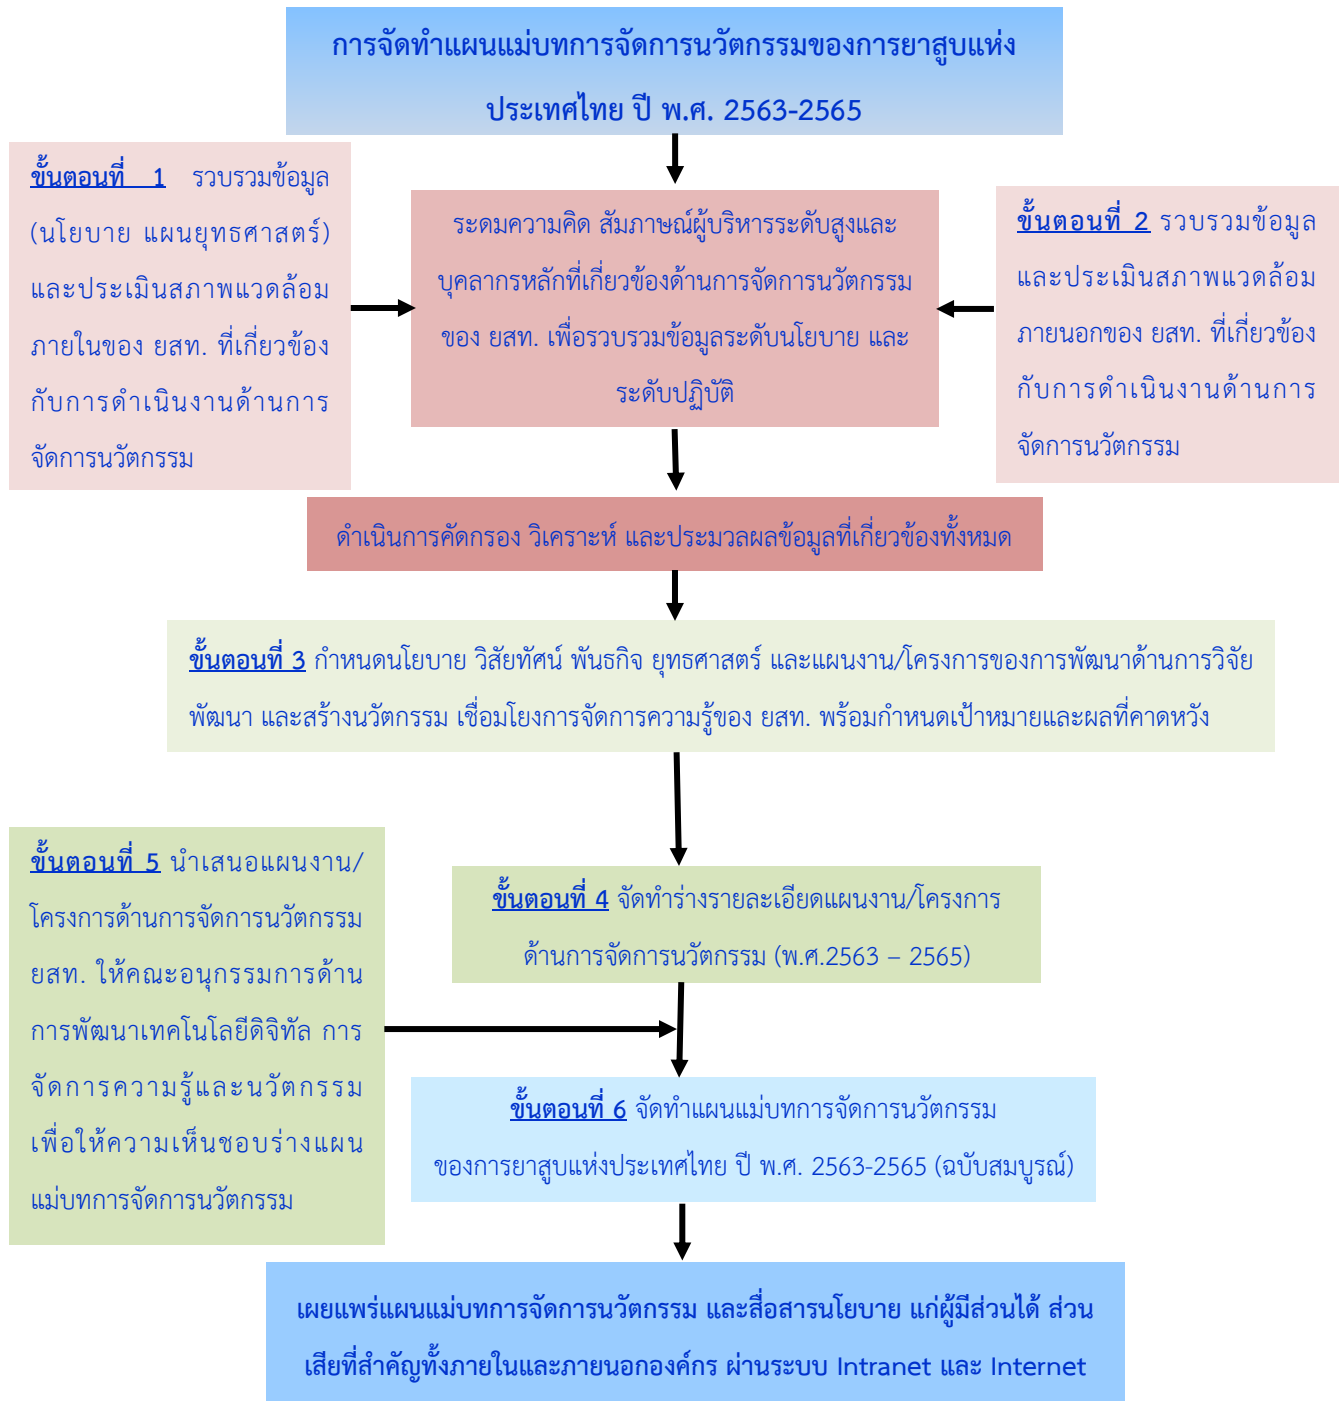 การจัดทำแผนแม่บทการจัดการนวัตกรรมของการยาสูบแห่ง
ประเทศไทย ปี พ.ศ. 2563-2565
ขั้นตอนที่ 1 รวบรวมข้อมูล
(นโยบาย แผนยุทธศาสตร์)
และประเมินสภาพแวดล้อม
ภายในของ ยสท. ที่เกี่ยวข้อง
กับการดำเนินงานด้านการ
จัดการนวัตกรรม
ระดมความคิด สัมภาษณ์ผู้บริหารระดับสูงและ
บุคลากรหลักที่เกี่ยวข้องด้านการจัดการนวัตกรรม
ของ ยสท. เพื่อรวบรวมข้อมูลระดับนโยบาย และ
ระดับปฏิบัติ
ขั้นตอนที่ 2 รวบรวมข้อมูล
และประเมินสภาพแวดล้อม
ภายนอกของ ยสท. ที่เกี่ยวข้อง
กับการดำเนินงานด้านการ
จัดการนวัตกรรม
ดำเนินการคัดกรอง วิเคราะห์ และประมวลผลข้อมูลที่เกี่ยวข้องทั้งหมด
ขั้นตอนที่ 3 กำหนดนโยบาย วิสัยทัศน์ พันธกิจ ยุทธศาสตร์ และแผนงาน/โครงการของการพัฒนาด้านการวิจัย
พัฒนา และสร้างนวัตกรรม เชื่อมโยงการจัดการความรู้ของ ยสท. พร้อมกำหนดเป้าหมายและผลที่คาดหวัง
ขั้นตอนที่ 5 นำเสนอแผนงาน/
โครงการด้านการจัดการนวัตกรรม
ยสท. ให้คณะอนุกรรมการด้าน
การพัฒนาเทคโนโลยีดิจิทัล การ
จัดการความรู้และนวัตกรรม
เพื่อให้ความเห็นชอบร่างแผน
แม่บทการจัดการนวัตกรรม
ขั้นตอนที่ 4 จัดทำร่างรายละเอียดแผนงาน/โครงการ
ด้านการจัดการนวัตกรรม (พ.ศ.2563 – 2565)
ขั้นตอนที่ 6 จัดทำแผนแม่บทการจัดการนวัตกรรม
ของการยาสูบแห่งประเทศไทย ปี พ.ศ. 2563-2565 (ฉบับสมบูรณ์)
เผยแพร่แผนแม่บทการจัดการนวัตกรรม และสื่อสารนโยบาย แก่ผู้มีส่วนได้ ส่วน
เสียที่สำคัญทั้งภายในและภายนอกองค์กร ผ่านระบบ Intranet และ Internet